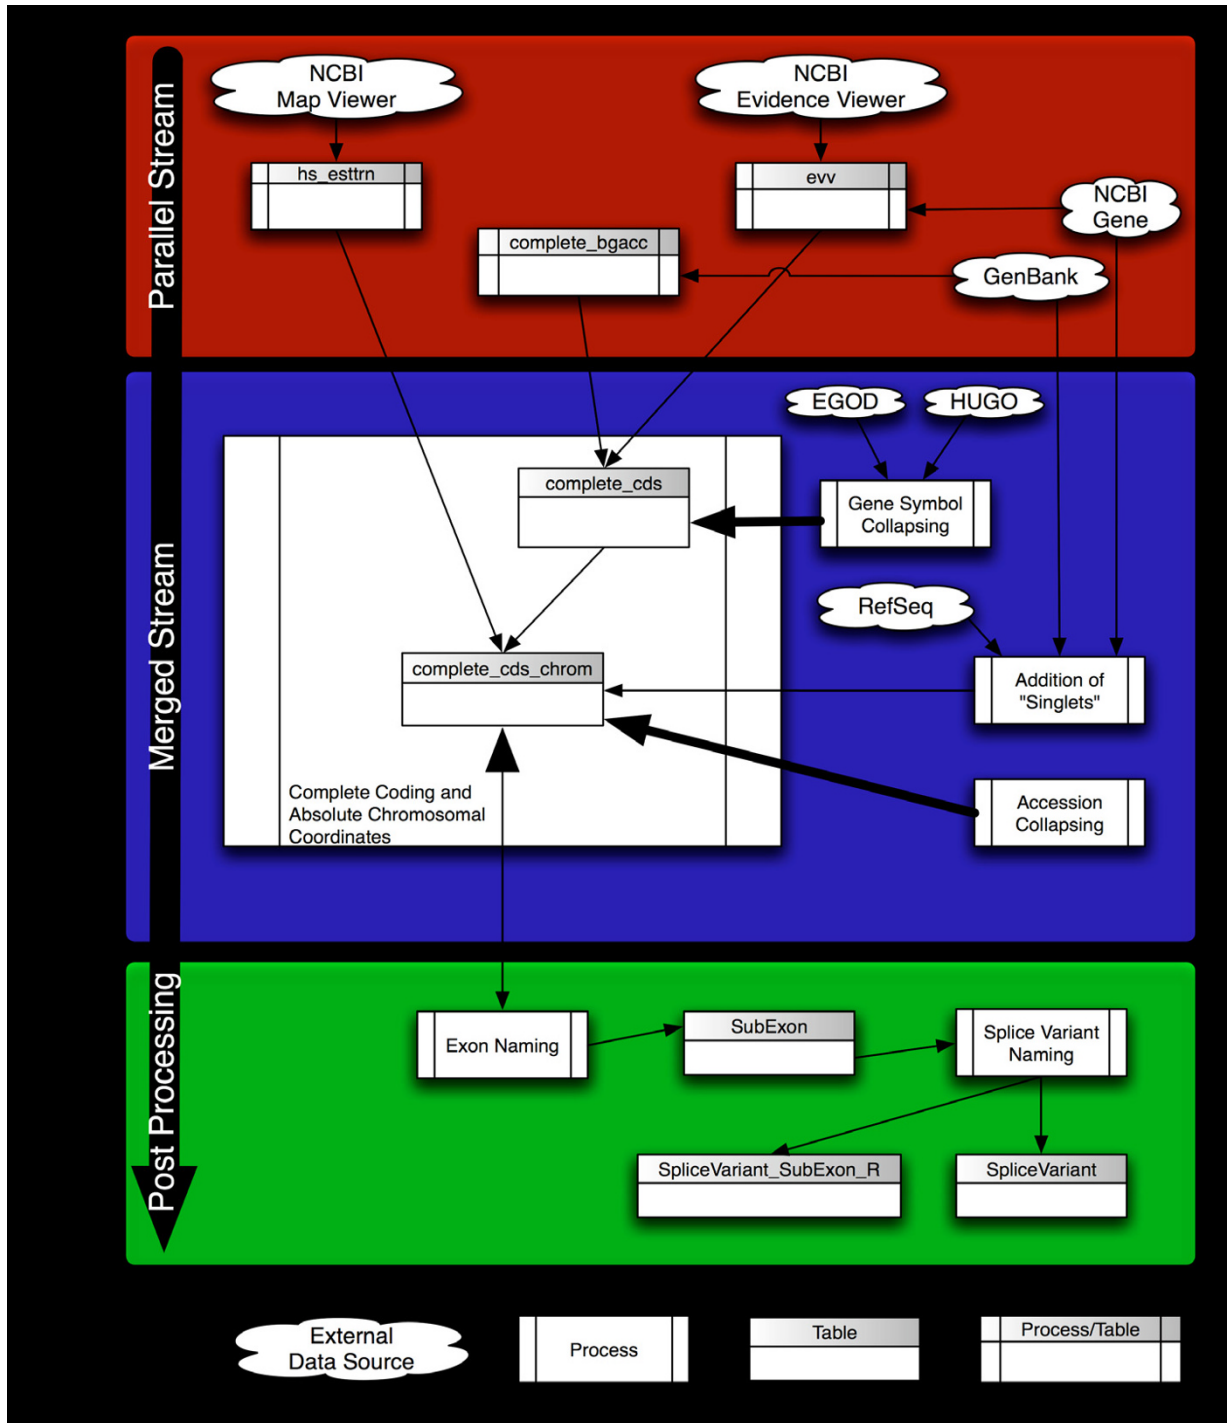 Parallel Stream
NCBI
Map Viewer
NCBI
Evidence Viewer
hs_esttrn
evv
NCBI
Gene
complete_bgacc
GenBank
Merged Stream
EGOD
HUGO
complete_cds
Gene Symbol
Collapsing
RefSeq
complete_cds_chrom
Addition of
"Singlets"
Complete Coding and
Absolute Chromosomal
Coordinates
Accession
Collapsing
Post Processing
Exon Naming
SubExon
Splice Variant
Naming
SpliceVariant_SubExon_R
SpliceVariant
External
Data Source
Process
Table
Process/Table